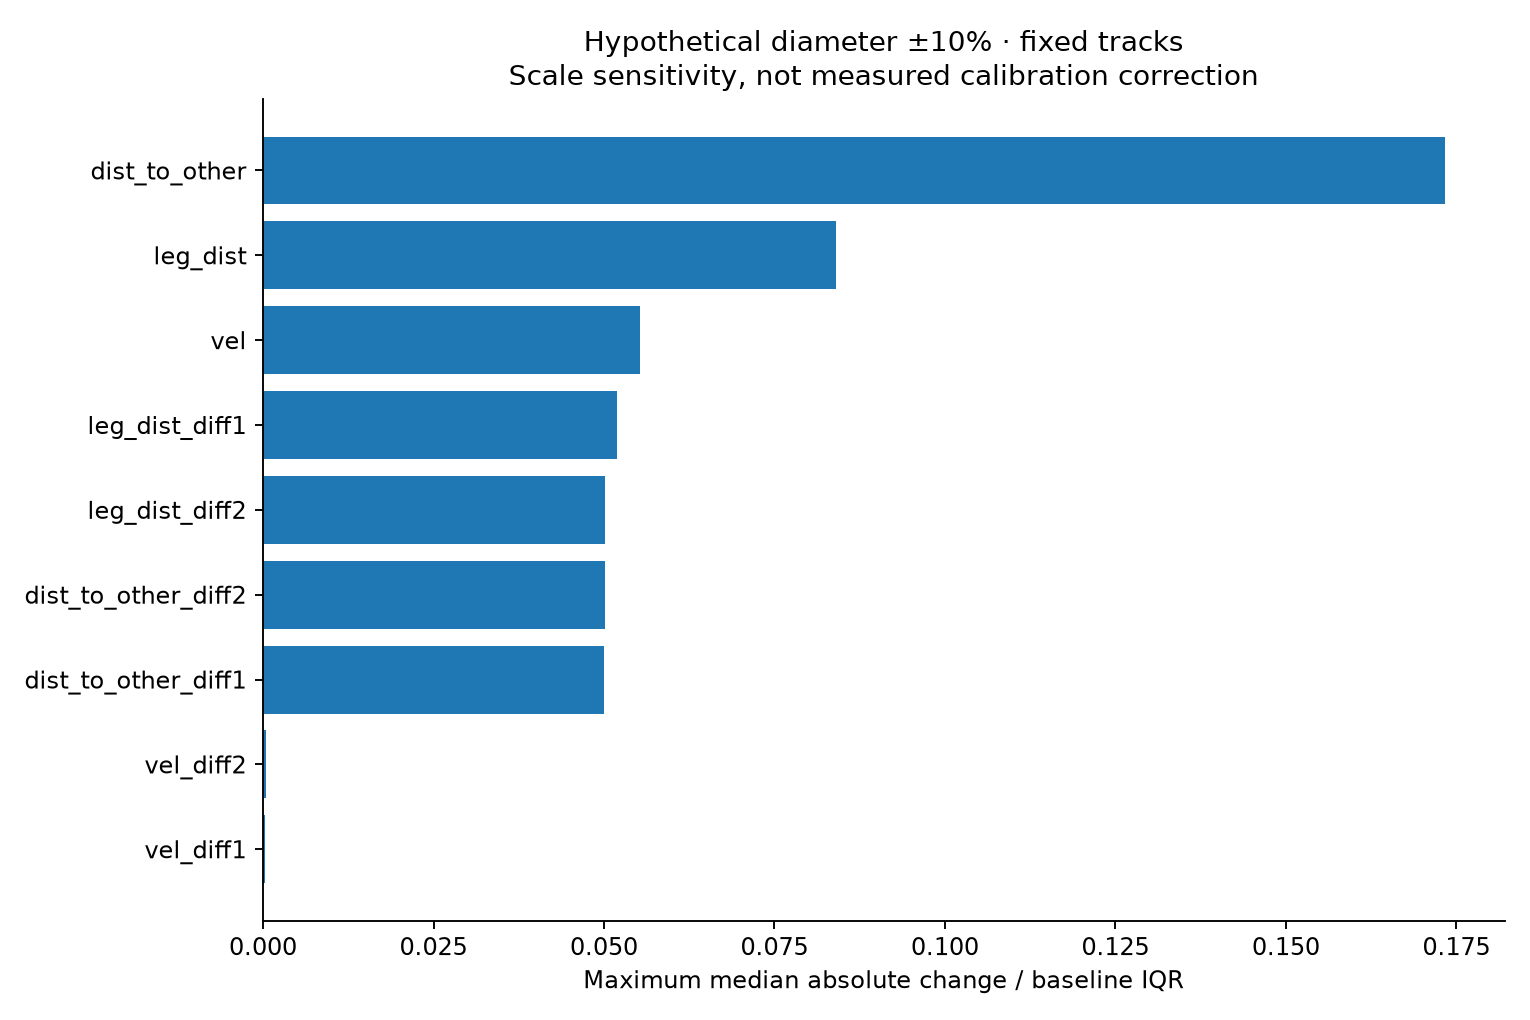 Hypothetical diameter ±10% · fixed tracks
Scale sensitivity, not measured calibration correction
dist_to_other
leg_dist
vel
leg_dist_diff1
leg_dist_diff2
dist_to_other_diff2
dist_to_other_diff1
vel_diff2
vel_diff1
0.000 0.025 0.050 0.075 0.100 0.125 0.150 0.175
Maximum median absolute change / baseline IQR